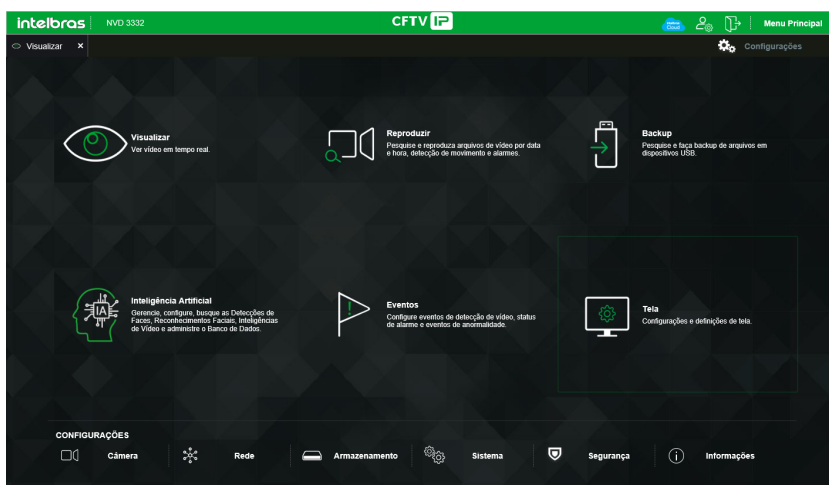 intelbras NVD 3332 CFTV IP intelbras Cloud Menu Principal
Visualizar × Configurações
Visualizar
Ver vídeo em tempo real.
Reproduzir
Pesquise e reproduza arquivos de vídeo por data
e hora, detecção de movimento e alarmes.
Backup
Pesquise e faça backup de arquivos em
dispositivos USB.
IA
Inteligência Artificial
Gerencie, configure, busque as Detecções de
Faces, Reconhecimentos Faciais, Inteligências
de Vídeo e administre o Banco de Dados.
Eventos
Configure eventos de detecção de vídeo, status
de alarme e eventos de anormalidade.
Tela
Configurações e definições de tela.
CONFIGURAÇÕES
Câmera Rede Armazenamento Sistema Segurança Informações